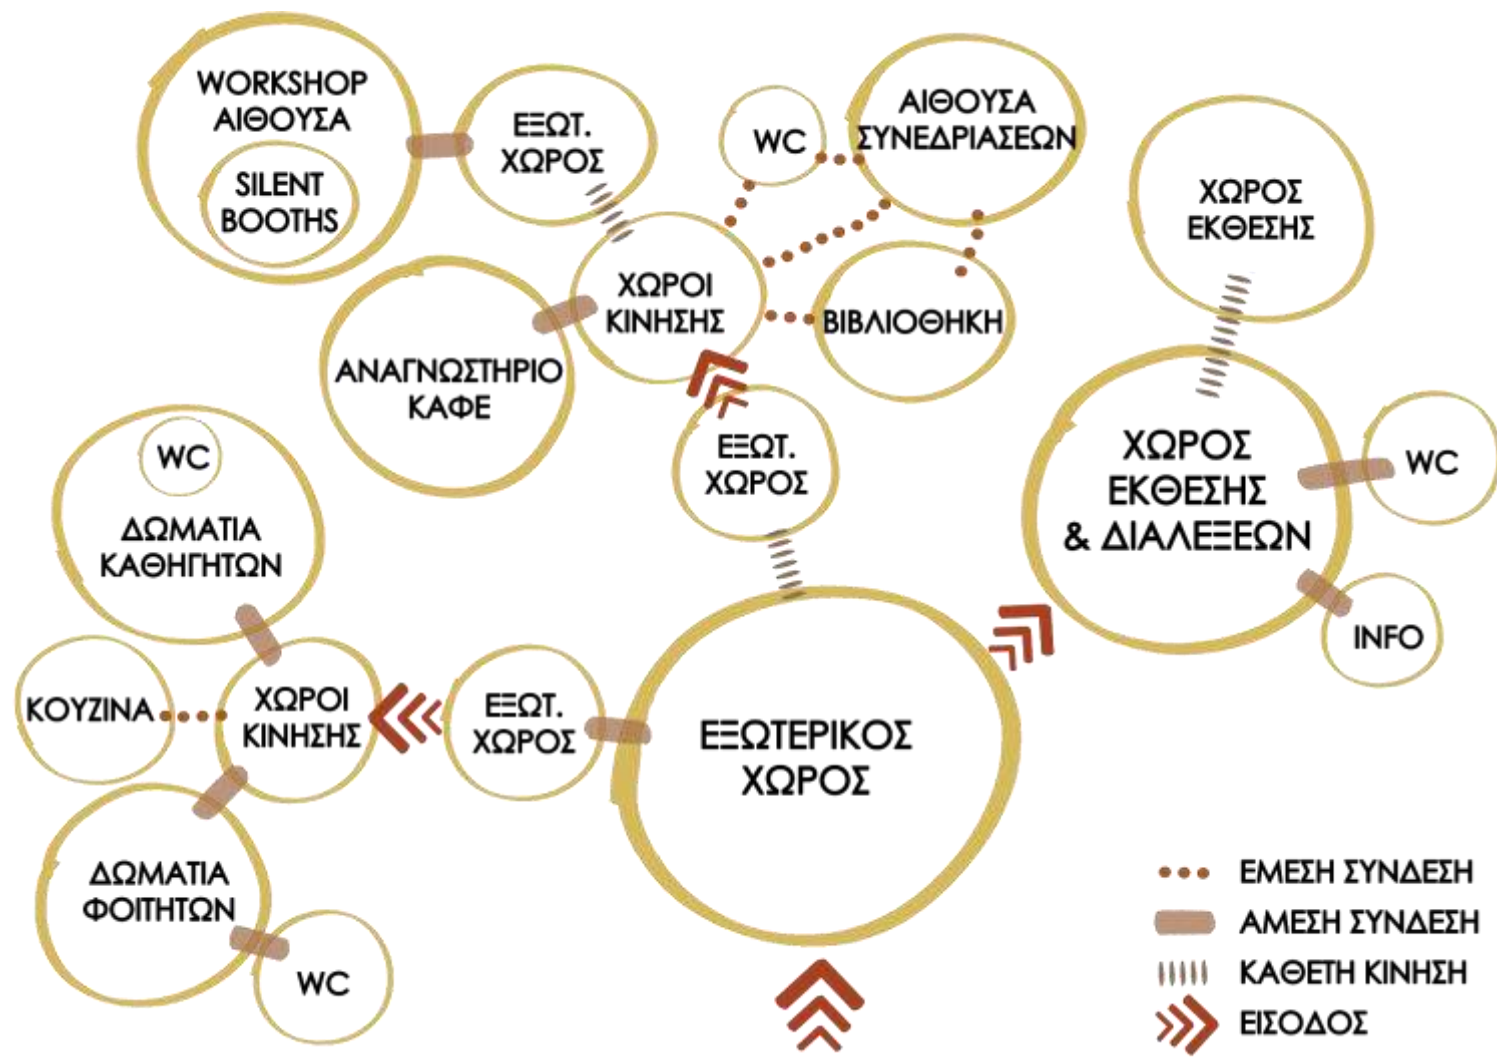 WORKSHOP
ΑΙΘΟΥΣΑ
SILENT
BOOTHS
ΕΞΩΤ.
ΧΩΡΟΣ
WC
ΑΙΘΟΥΣΑ
ΣΥΝΕΔΡΙΑΣΕΩΝ
ΧΩΡΟΣ
ΕΚΘΕΣΗΣ
ΧΩΡΟΙ
ΚΙΝΗΣΗΣ
ΒΙΒΛΙΟΘΗΚΗ
ΑΝΑΓΝΩΣΤΗΡΙΟ
ΚΑΦΕ
ΕΞΩΤ.
ΧΩΡΟΣ
ΧΩΡΟΣ
ΕΚΘΕΣΗΣ
& ΔΙΑΛΕΞΕΩΝ
WC
INFO
WC
ΔΩΜΑΤΙΑ
ΚΑΘΗΓΗΤΩΝ
ΚΟΥΖΙΝΑ
ΧΩΡΟΙ
ΚΙΝΗΣΗΣ
ΕΞΩΤ.
ΧΩΡΟΣ
ΕΞΩΤΕΡΙΚΟΣ
ΧΩΡΟΣ
ΔΩΜΑΤΙΑ
ΦΟΙΤΗΤΩΝ
WC
ΕΜΕΣΗ ΣΥΝΔΕΣΗ
ΑΜΕΣΗ ΣΥΝΔΕΣΗ
ΚΑΘΕΤΗ ΚΙΝΗΣΗ
ΕΙΣΟΔΟΣ